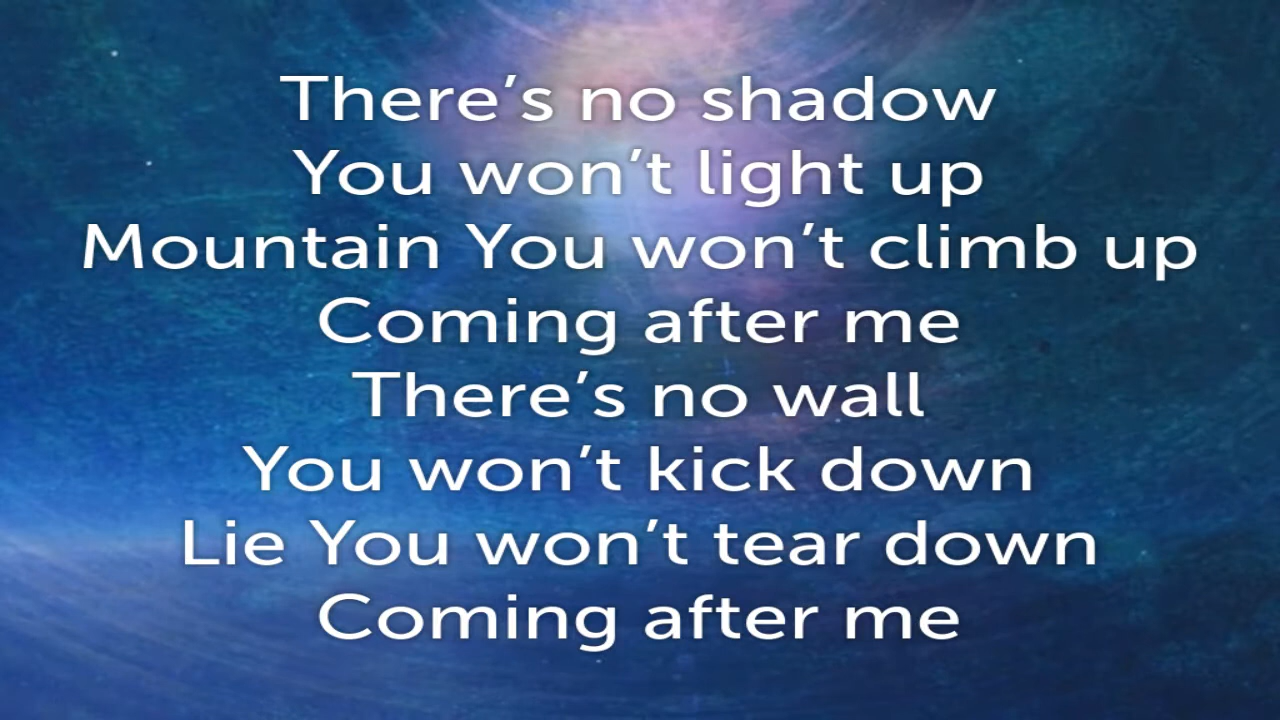 There’s no shadow
You won’t light up
Mountain You won’t climb up
Coming after me
There’s no wall
You won’t kick down
Lie You won’t tear down
Coming after me